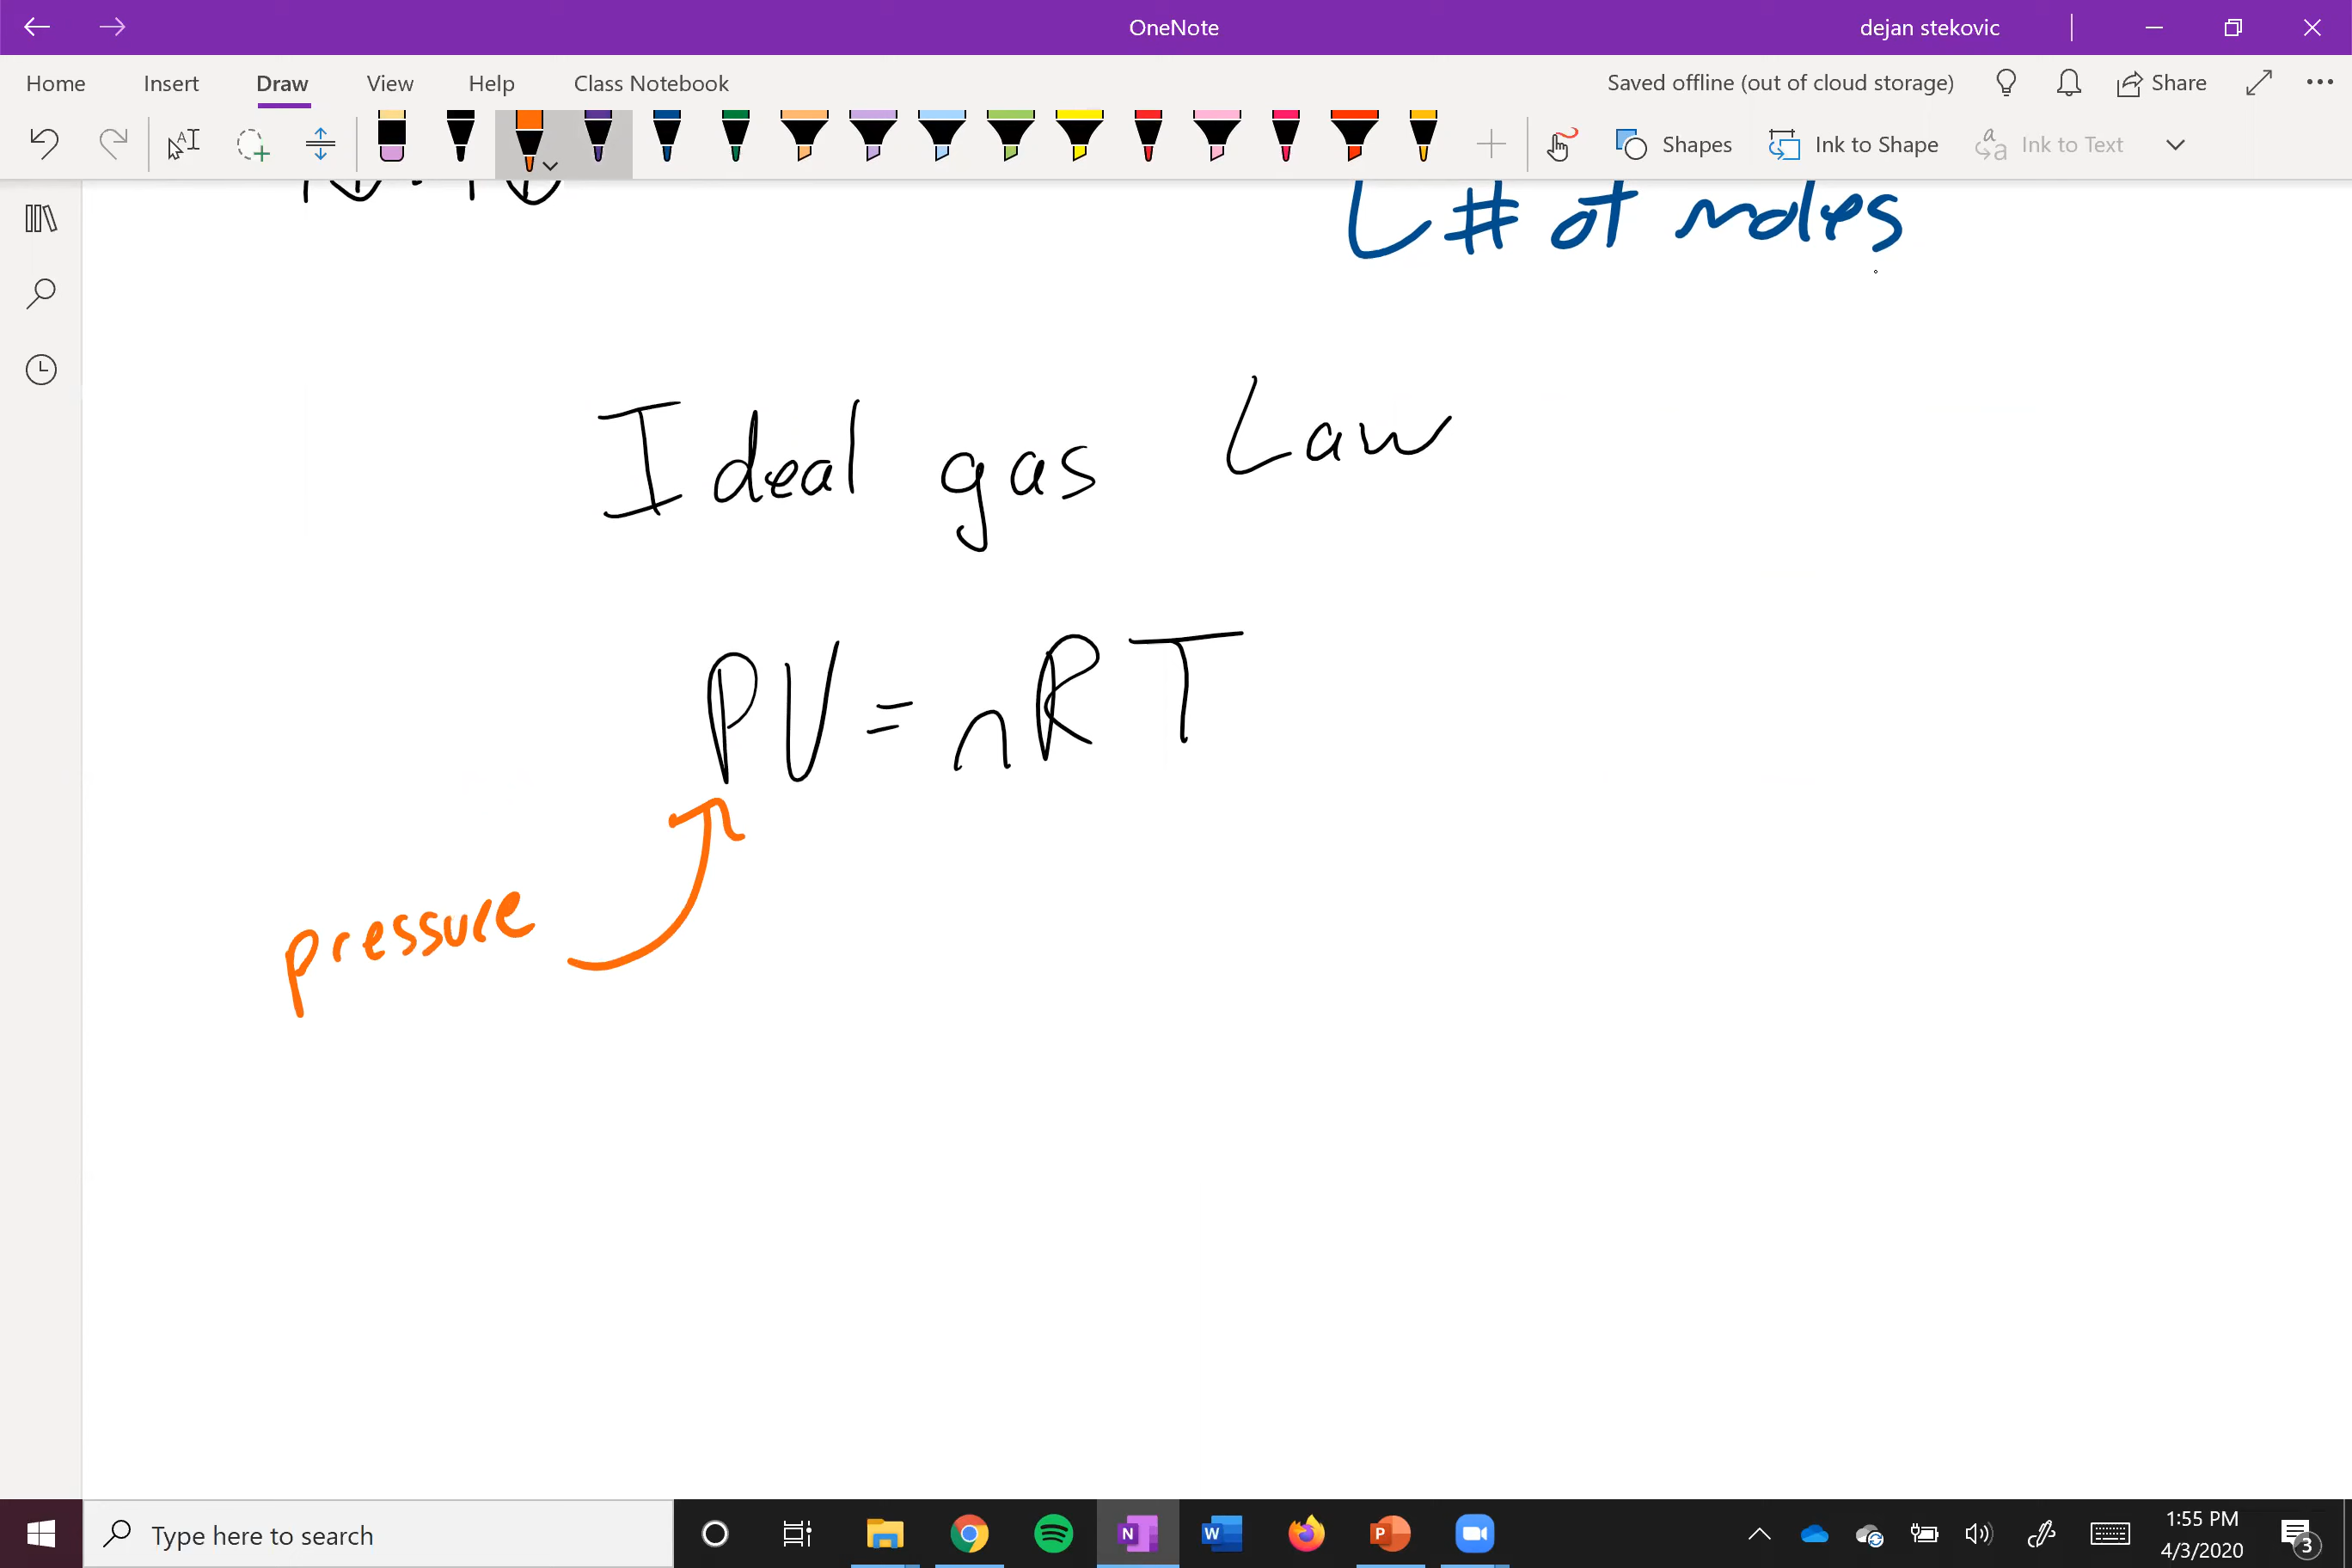 OneNote
dejan stekovic
Home Insert Draw View Help Class Notebook
Saved offline (out of cloud storage) Share
Shapes Ink to Shape Ink to Text
# of moles
Ideal gas Law
PV = nRT
pressure
Type here to search
1:55 PM
4/3/2020
3